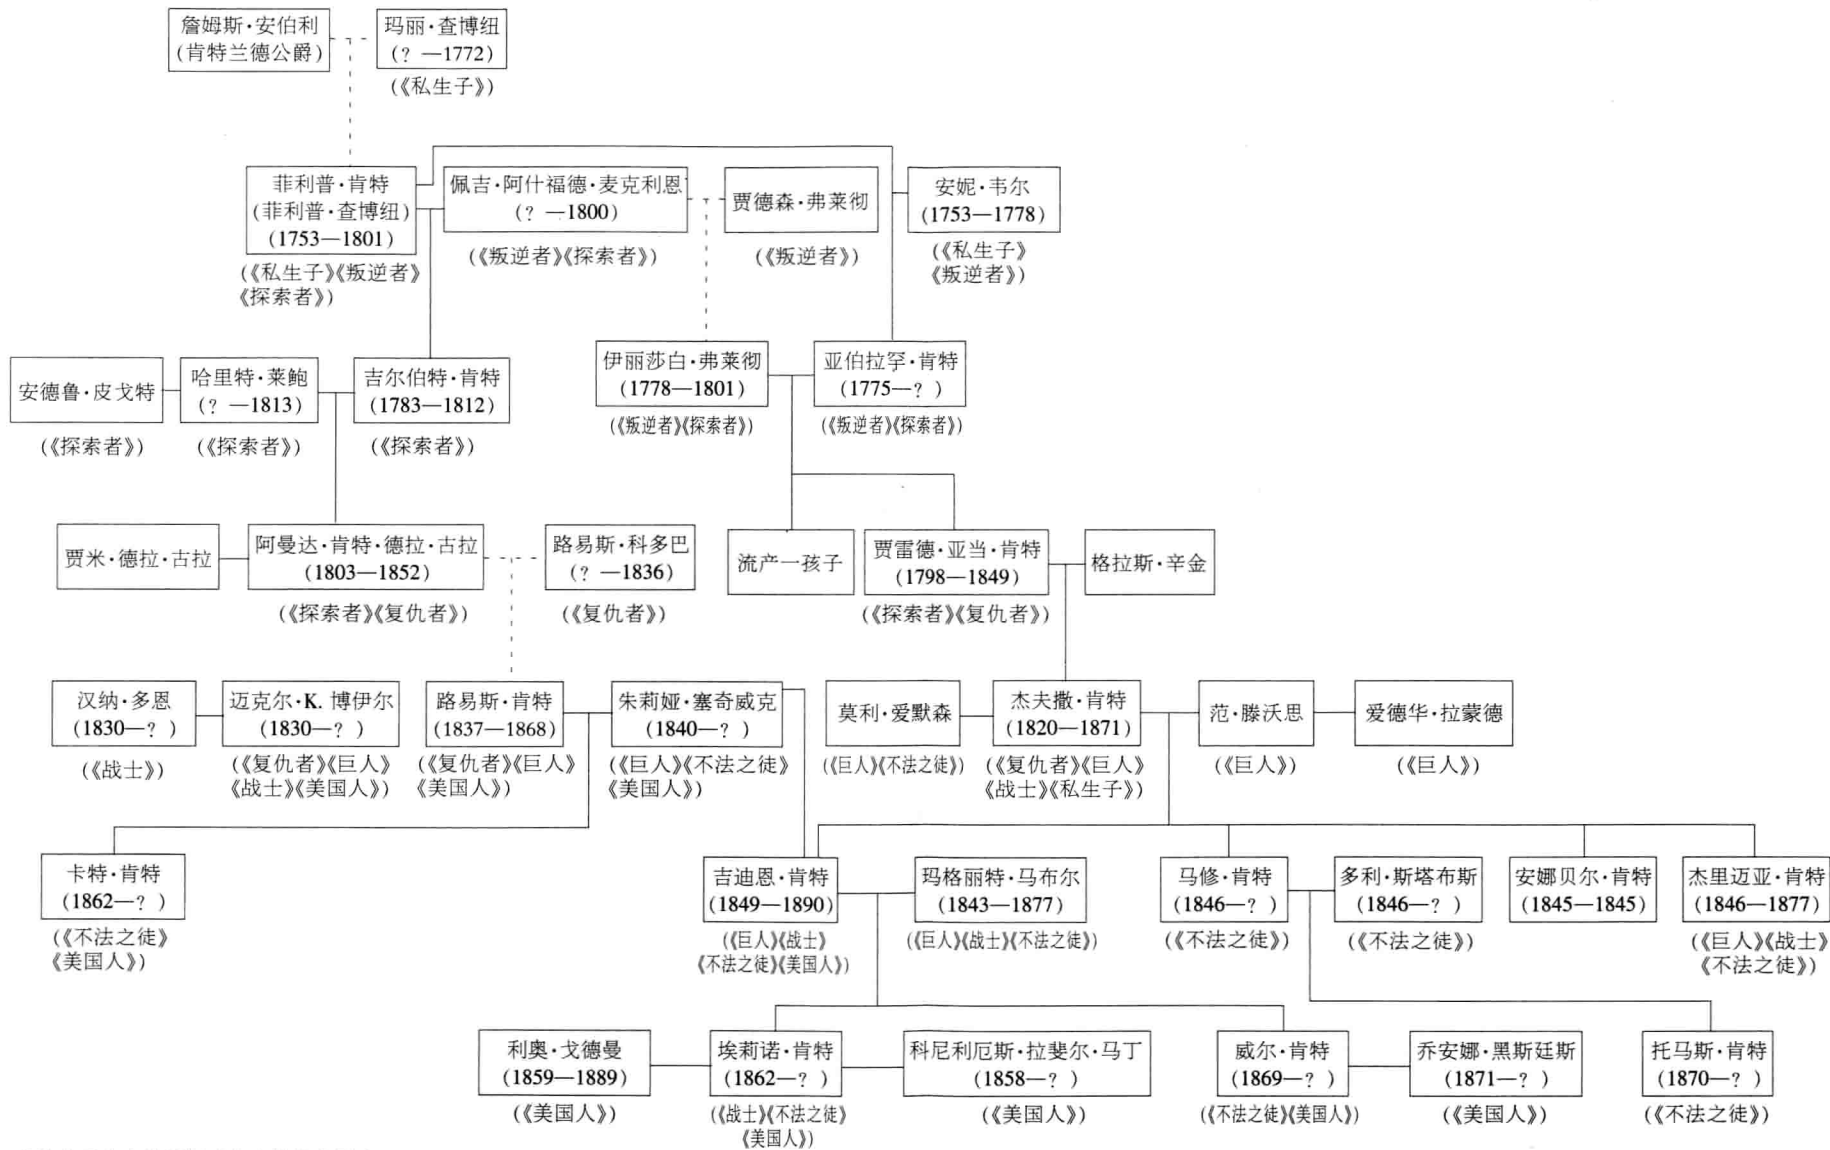 詹姆斯·安伯利
(肯特兰德公爵)
玛丽·查博纽
(？—1772)
(《私生子》)
菲利普·肯特
(菲利普·查博纽)
(1753—1801)
(《私生子》《叛逆者》
《探索者》)
佩吉·阿什福德·麦克利恩
(？—1800)
(《叛逆者》《探索者》)
贾德森·弗莱彻
(《叛逆者》)
安妮·韦尔
(1753—1778)
(《私生子》
《叛逆者》)
安德鲁·皮戈特
(《探索者》)
哈里特·莱鲍
(？—1813)
(《探索者》)
吉尔伯特·肯特
(1783—1812)
(《探索者》)
伊丽莎白·弗莱彻
(1778—1801)
(《叛逆者》《探索者》)
亚伯拉罕·肯特
(1775—？)
(《叛逆者》《探索者》)
贾米·德拉·古拉
阿曼达·肯特·德拉·古拉
(1803—1852)
(《探索者》《复仇者》)
路易斯·科多巴
(？—1836)
(《复仇者》)
流产一孩子
贾雷德·亚当·肯特
(1798—1849)
(《探索者》《复仇者》)
格拉斯·辛金
汉纳·多恩
(1830—？)
(《战士》)
迈克尔·K.博伊尔
(1830—？)
(《复仇者》《巨人》
《战士》《美国人》)
路易斯·肯特
(1837—1868)
(《复仇者》《巨人》
《美国人》)
朱莉娅·塞奇威克
(1840—？)
(《巨人》《不法之徒》
《美国人》)
莫利·爱默森
(《巨人》《不法之徒》)
杰夫撒·肯特
(1820—1871)
(《复仇者》《巨人》
《战士》《私生子》)
范·滕沃思
(《巨人》)
爱德华·拉蒙德
(《巨人》)
卡特·肯特
(1862—？)
(《不法之徒》
《美国人》)
吉迪恩·肯特
(1849—1890)
(《巨人》《战士》
《不法之徒》《美国人》)
玛格丽特·马布尔
(1843—1877)
(《巨人》《战士》《不法之徒》)
马修·肯特
(1846—？)
(《不法之徒》)
多利·斯塔布斯
(1846—？)
(《不法之徒》)
安娜贝尔·肯特
(1845—1845)
杰里迈亚·肯特
(1846—1877)
(《巨人》《战士》
《不法之徒》)
利奥·戈德曼
(1859—1889)
(《美国人》)
埃莉诺·肯特
(1862—？)
(《战士》《不法之徒》
《美国人》)
科尼利厄斯·拉斐尔·马丁
(1858—？)
(《美国人》)
威尔·肯特
(1869—？)
(《不法之徒》《美国人》)
乔安娜·黑斯廷斯
(1871—？)
(《美国人》)
托马斯·肯特
(1870—？)
(《不法之徒》)